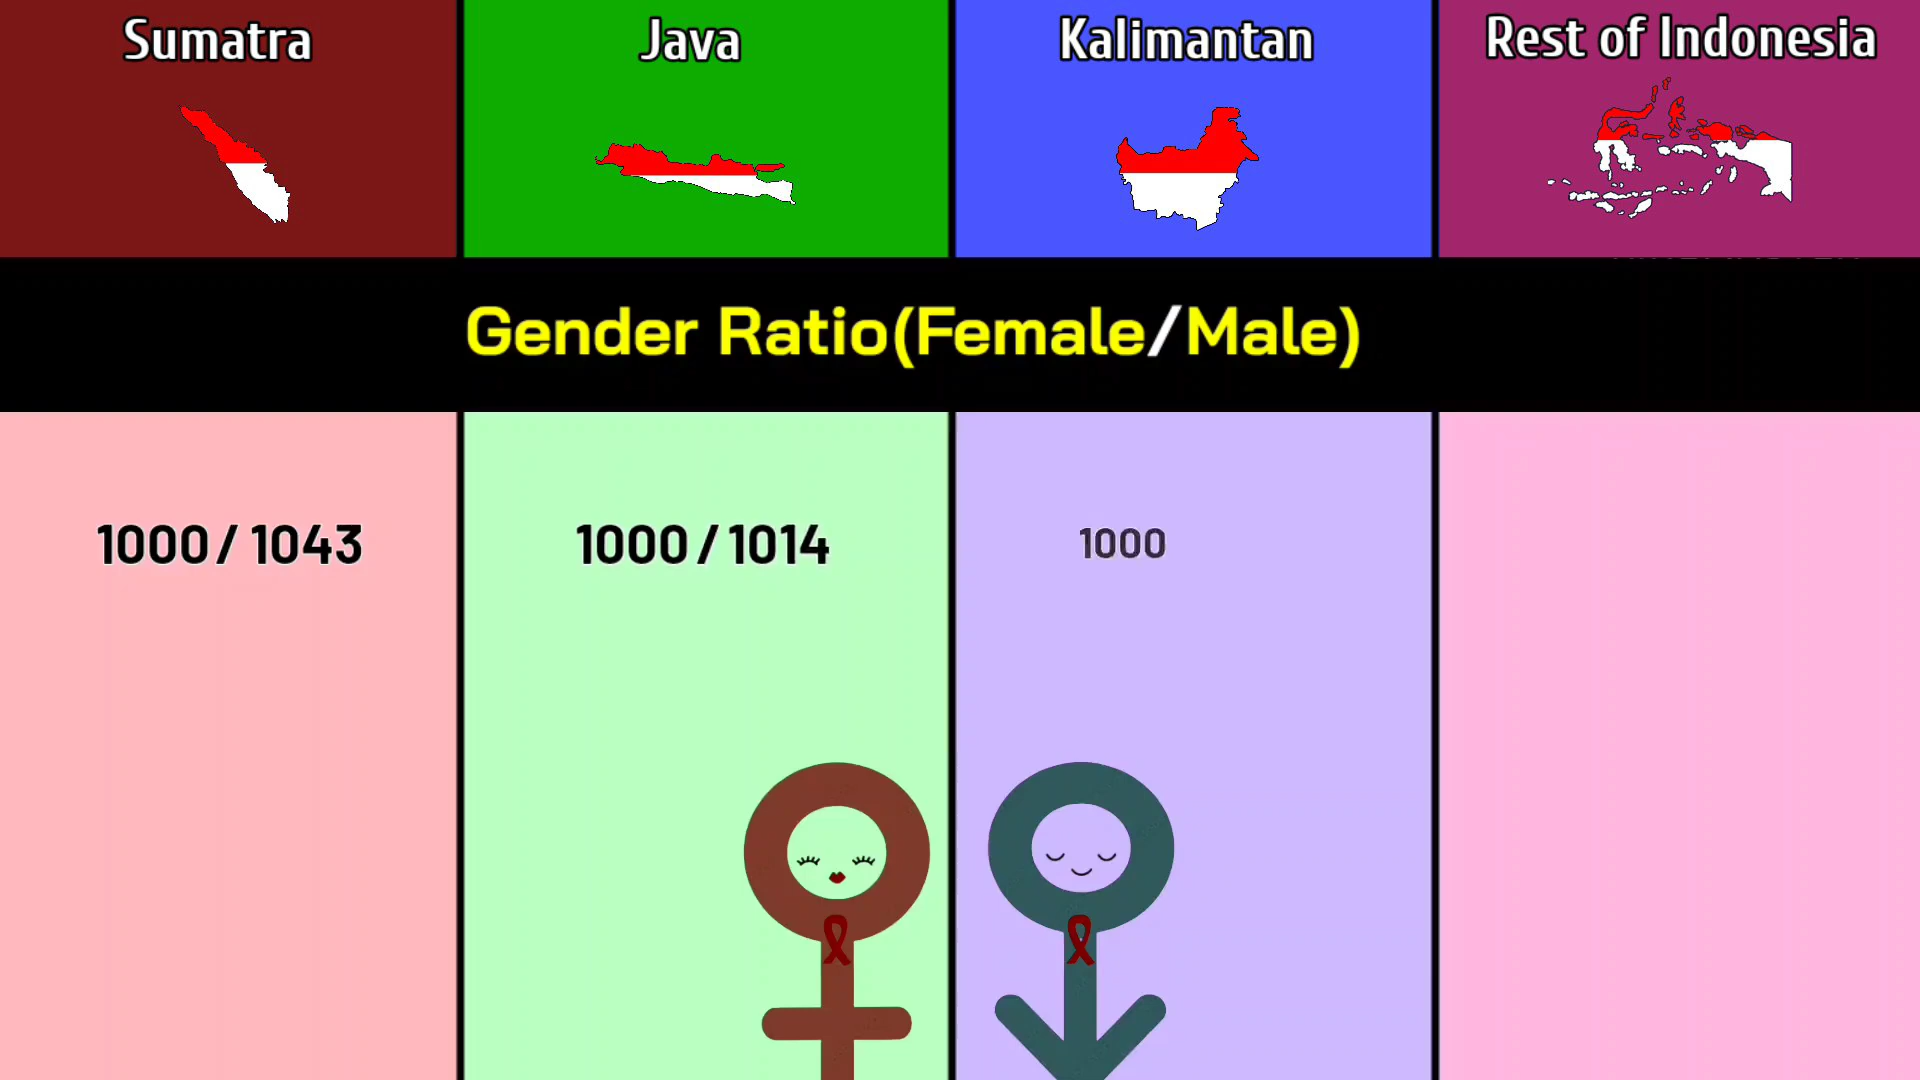 Sumatra
Java
Kalimantan
Rest of Indonesia
Gender Ratio(Female/Male)
1000/ 1043
1000/1014
1000